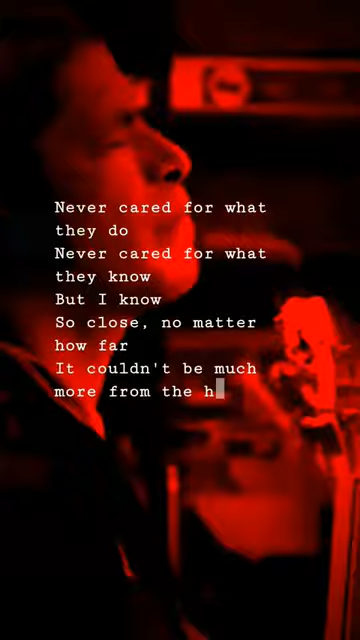 Never cared for what
they do
Never cared for what
they know
But I know
So close, no matter
how far
It couldn't be much
more from the h